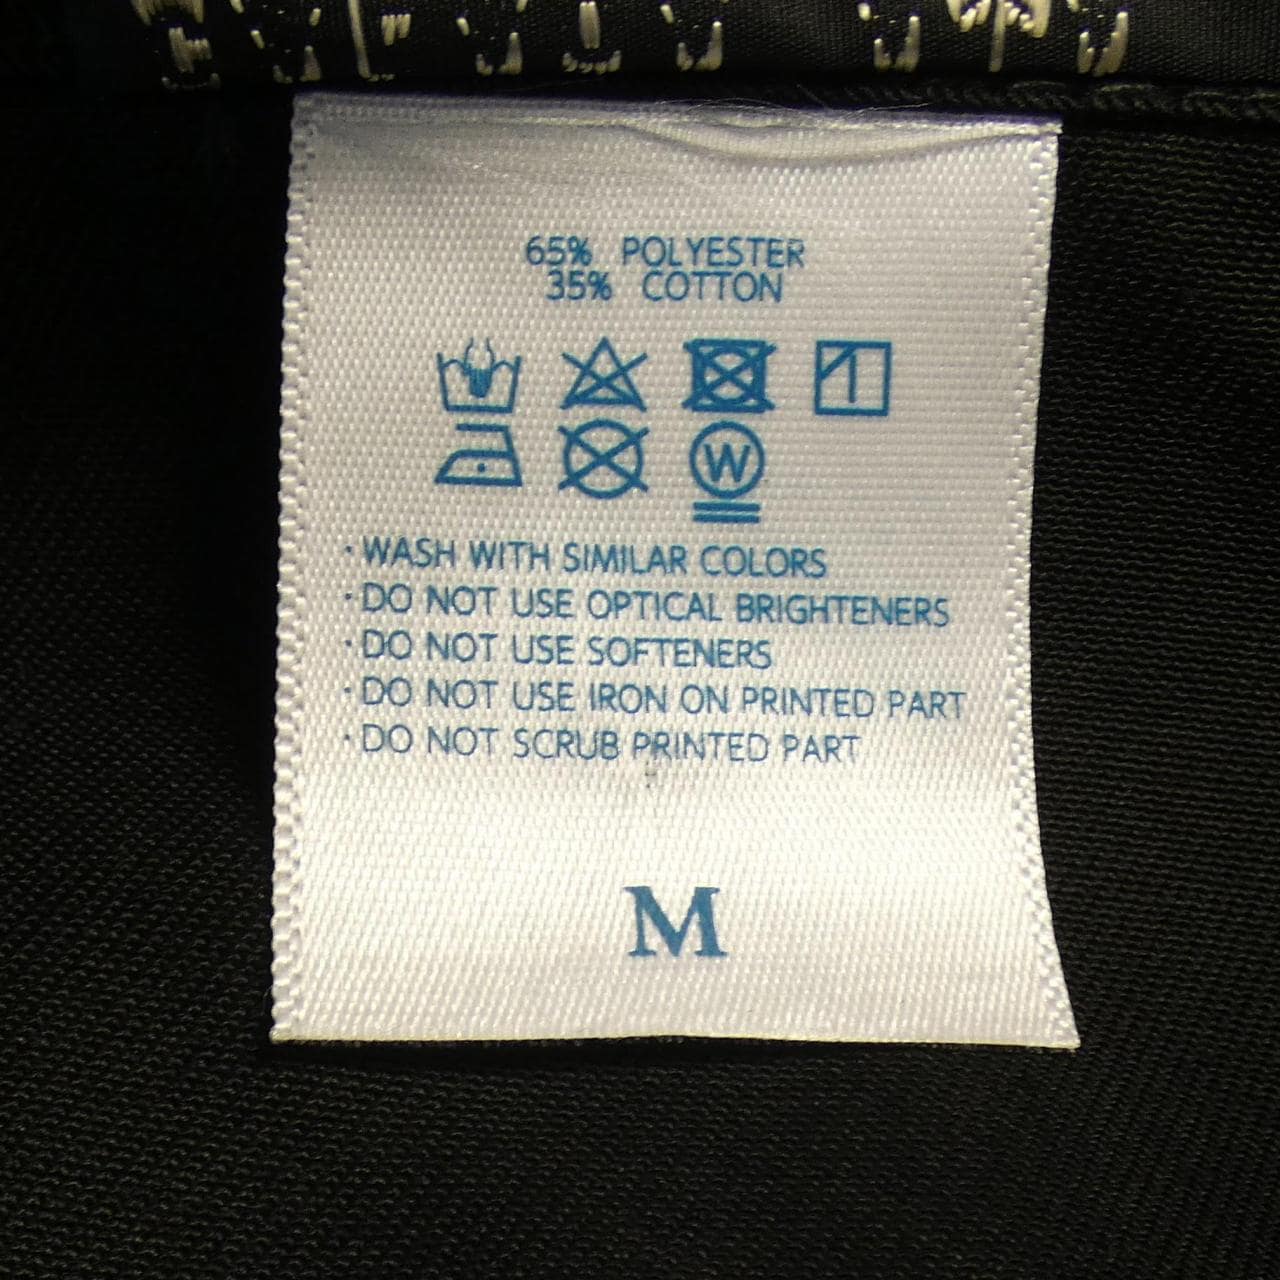 65% POLYESTER
35% COTTON
W
· WASH WITH SIMILAR COLORS
· DO NOT USE OPTICAL BRIGHTENERS
· DO NOT USE SOFTENERS
· DO NOT USE IRON ON PRINTED PART
· DO NOT SCRUB PRINTED PART
M